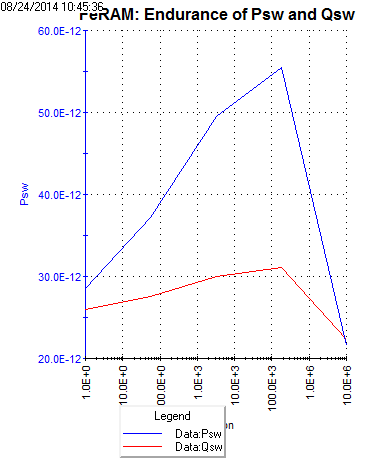 08/24/2014 10:45:36
FeRAM: Endurance of Psw and Qsw
60.0E-12
50.0E-12
40.0E-12
30.0E-12
20.0E-12
Psw
1.0E+0
10.0E+0
100.0E+0
1.0E+3
10.0E+3
100.0E+3
1.0E+6
10.0E+6
Legend
Data:Psw
Data:Qsw